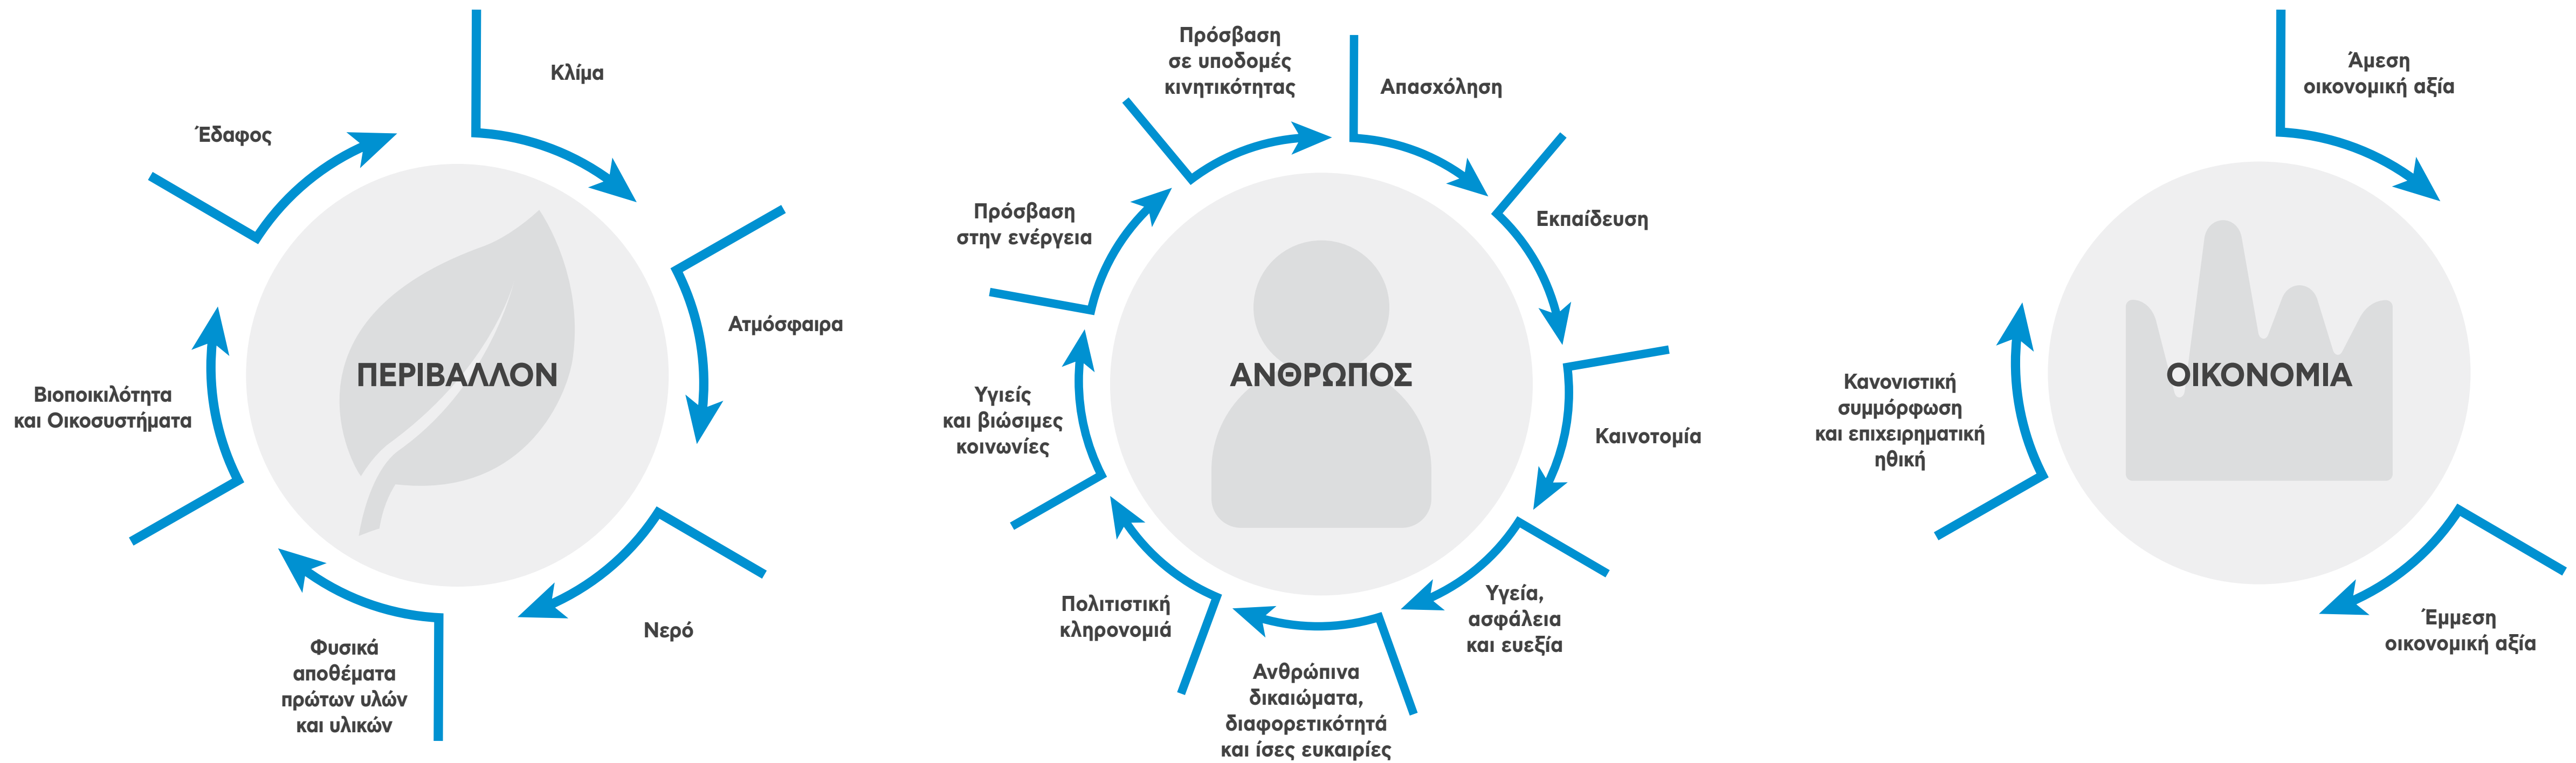 Κλίμα
Ατμόσφαιρα
Νερό
Φυσικά
αποθέματα
πρώτων υλών
και υλικών
Βιοποικιλότητα
και Οικοσυστήματα
Έδαφος
ΠΕΡΙΒΑΛΛΟΝ
Απασχόληση
Εκπαίδευση
Καινοτομία
Υγεία,
ασφάλεια
και ευεξία
Ανθρώπινα
δικαιώματα,
διαφορετικότητά
και ίσες ευκαιρίες
Πολιτιστική
κληρονομιά
Υγιείς
και βιώσιμες
κοινωνίες
Πρόσβαση
στην ενέργεια
Πρόσβαση
σε υποδομές
κινητικότητας
ΑΝΘΡΩΠΟΣ
Άμεση
οικονομική αξία
Έμμεση
οικονομική αξία
Κανονιστική
συμμόρφωση
και επιχειρηματική
ηθική
ΟΙΚΟΝΟΜΙΑ